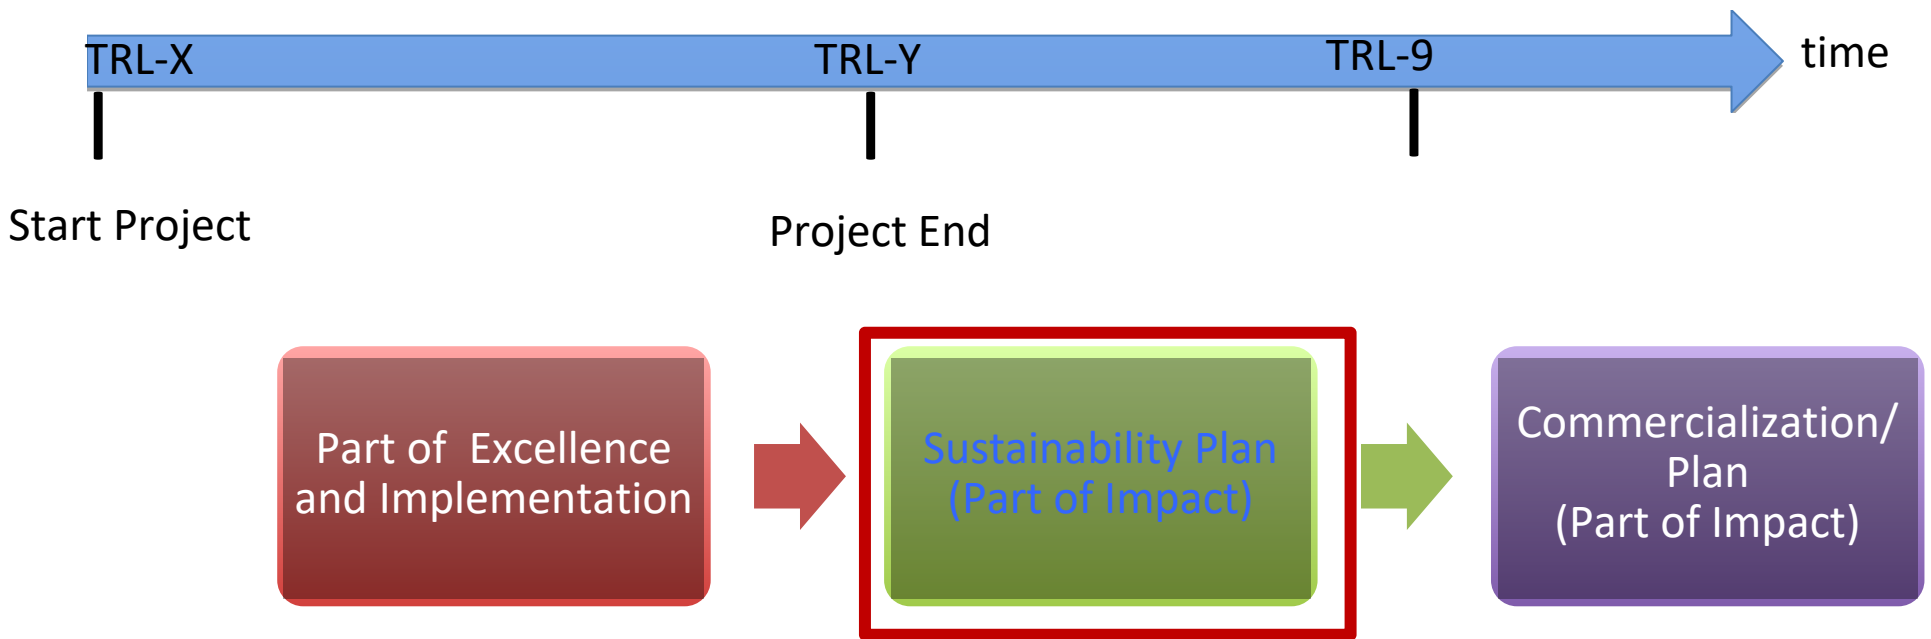 TRL-X
TRL-Y
TRL-9
time
Start Project
Project End
Part of Excellence
and Implementation
Sustainability Plan
(Part of Impact)
Commercialization/
Plan
(Part of Impact)